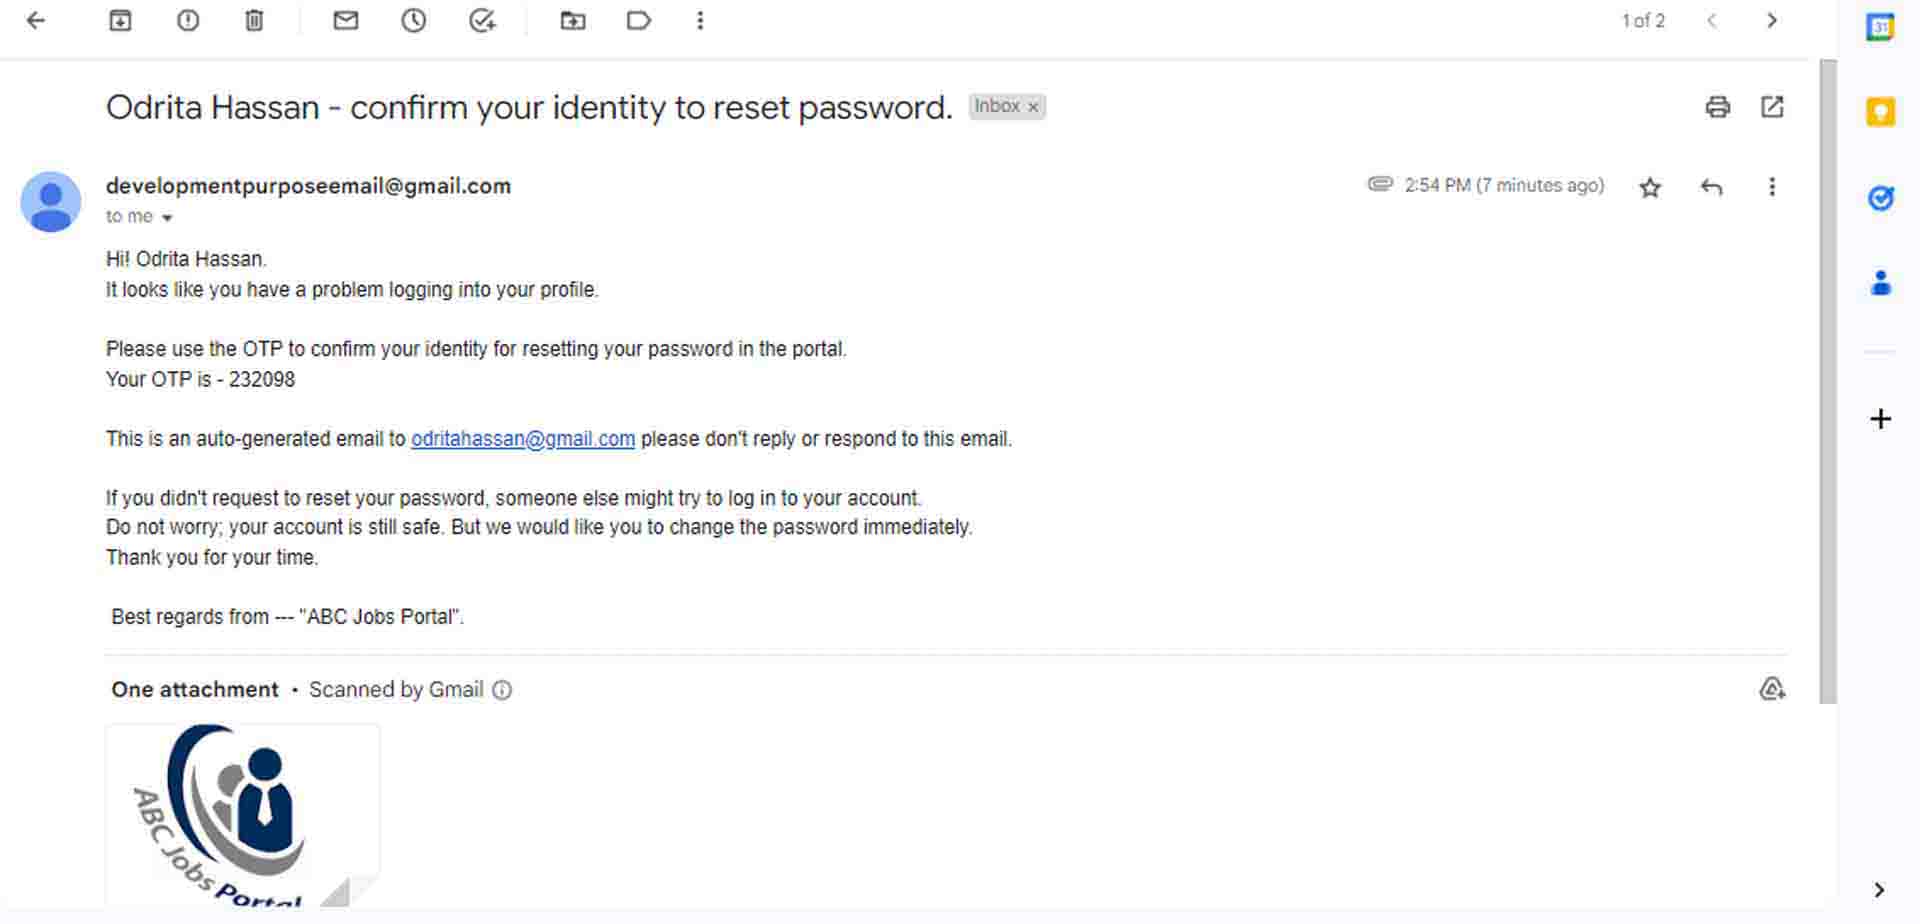 1 of 2
31
Odrita Hassan - confirm your identity to reset password. Inbox ×
developmentpurposeemail@gmail.com
2:54 PM (7 minutes ago)
to me
Hi! Odrita Hassan.
It looks like you have a problem logging into your profile.
Please use the OTP to confirm your identity for resetting your password in the portal.
Your OTP is - 232098
This is an auto-generated email to odritahassan@gmail.com please don't reply or respond to this email.
If you didn't request to reset your password, someone else might try to log in to your account.
Do not worry; your account is still safe. But we would like you to change the password immediately.
Thank you for your time.
Best regards from --- "ABC Jobs Portal".
One attachment • Scanned by Gmail
ABC Jobs Portal